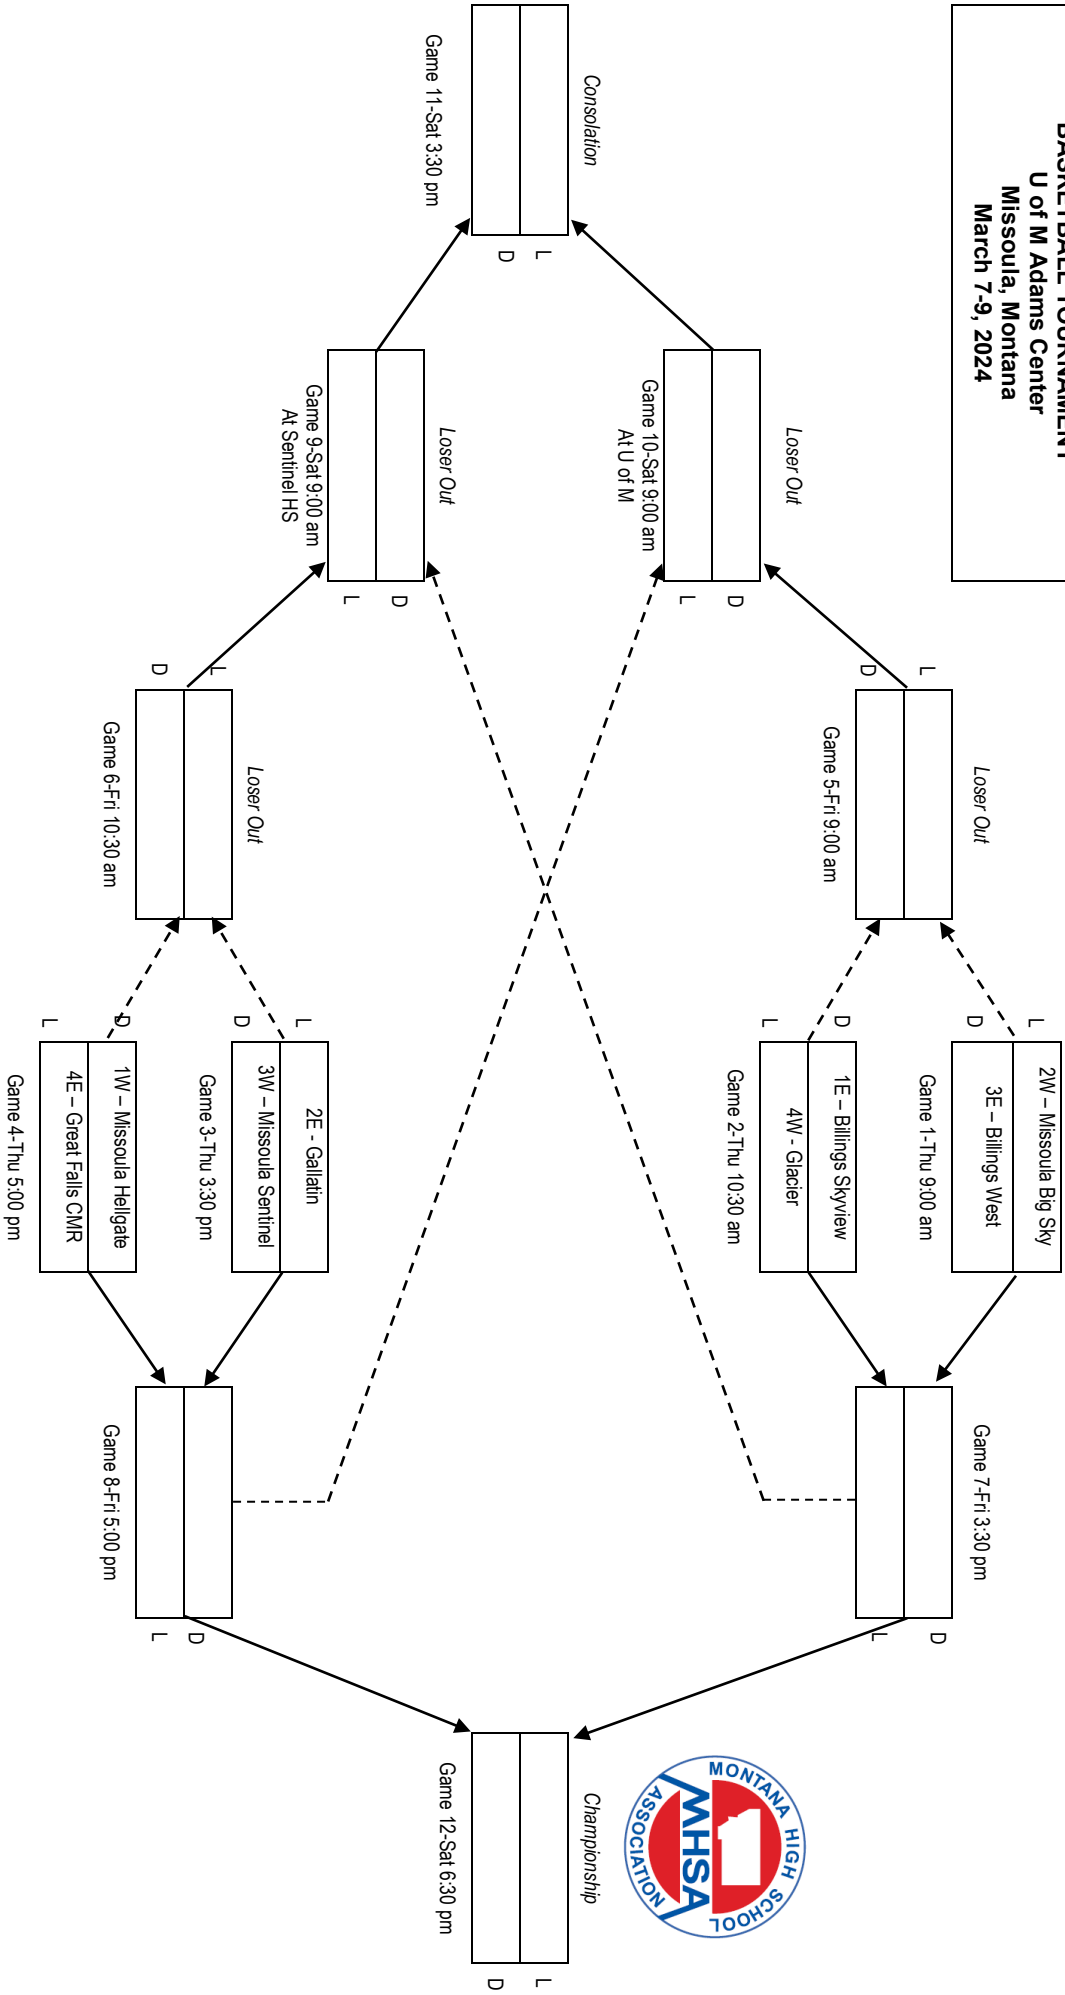 BASKETBALL TOURNAMENT
U of M Adams Center
Missoula, Montana
March 7-9, 2024
L
2W – Missoula Big Sky
D
3E – Billings West
Game 1-Thu 9:00 am
D
1E – Billings Skyview
L
4W - Glacier
Game 2-Thu 10:30 am
L
2E - Gallatin
D
3W – Missoula Sentinel
Game 3-Thu 3:30 pm
D
1W – Missoula Hellgate
L
4E – Great Falls CMR
Game 4-Thu 5:00 pm
Loser Out
L
D
Game 5-Fri 9:00 am
Loser Out
L
D
Game 6-Fri 10:30 am
Game 7-Fri 3:30 pm
D
L
D
L
Game 8-Fri 5:00 pm
Loser Out
D
L
Game 10-Sat 9:00 am
At U of M
Loser Out
D
L
Game 9-Sat 9:00 am
At Sentinel HS
Consolation
L
D
Game 11-Sat 3:30 pm
MONTANA HIGH SCHOOL
MHSA
ASSOCIATION
Championship
L
D
Game 12-Sat 6:30 pm